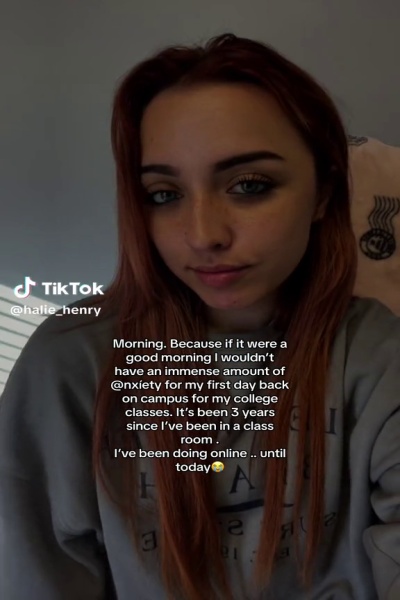 TikTok
@halie_henry
Morning. Because if it were a
good morning I wouldn't
have an immense amount of
@nxiety for my first day back
on campus for my college
classes. It's been 3 years
since I've been in a class
room .
I've been doing online .. until
today😭